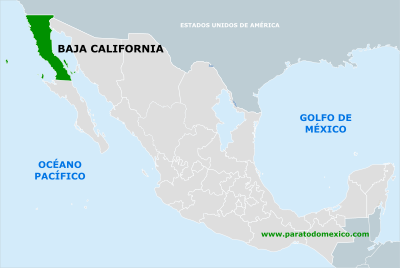 ESTADOS UNIDOS DE AMÉRICA
BAJA CALIFORNIA
GOLFO DE
MÉXICO
OCÉANO
PACÍFICO
www.paratodomexico.com